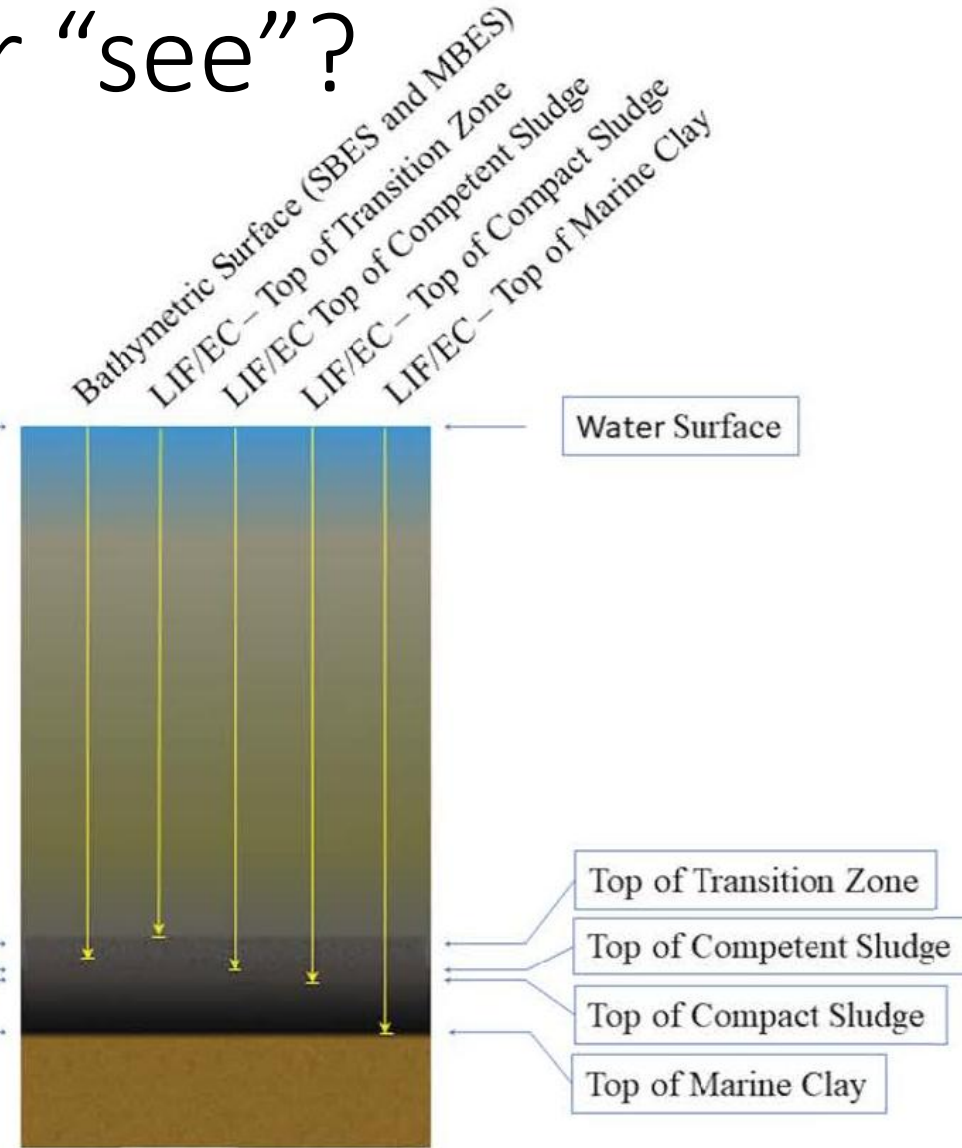 r “see”?
Bathymetric Surface (SBES and MBES)
LIF/EC – Top of Transition Zone
LIF/EC Top of Competent Sludge
LIF/EC – Top of Compact Sludge
LIF/EC – Top of Marine Clay
Water Surface
Top of Transition Zone
Top of Competent Sludge
Top of Compact Sludge
Top of Marine Clay